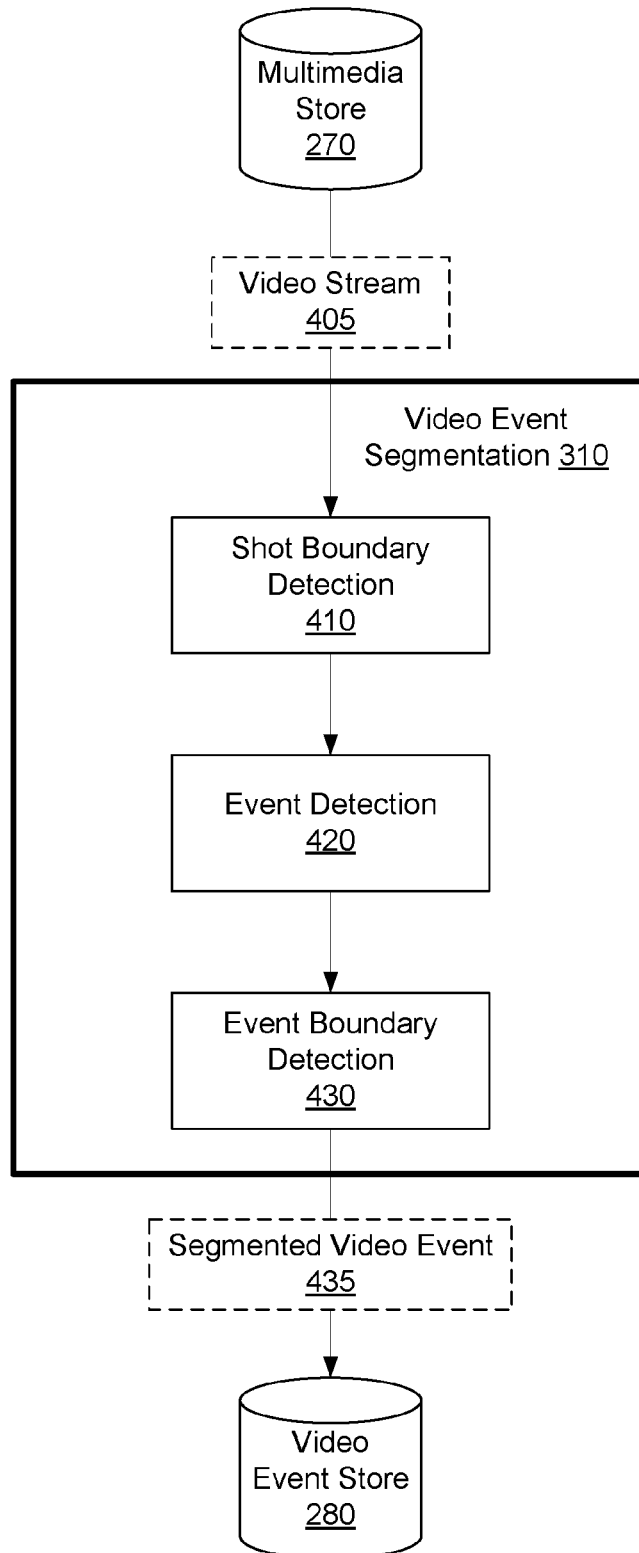 Multimedia
Store
270
Video Stream
405
Video Event
Segmentation 310
Shot Boundary
Detection
410
Event Detection
420
Event Boundary
Detection
430
Segmented Video Event
435
Video
Event Store
280